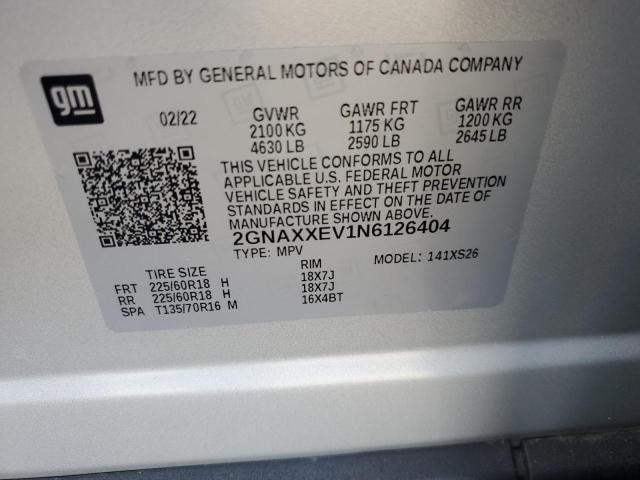 gm
MFD BY GENERAL MOTORS OF CANADA COMPANY
02/22 GVWR GAWR FRT GAWR RR
2100 KG 1175 KG 1200 KG
4630 LB 2590 LB 2645 LB
THIS VEHICLE CONFORMS TO ALL
APPLICABLE U.S. FEDERAL MOTOR
VEHICLE SAFETY AND THEFT PREVENTION
STANDARDS IN EFFECT ON THE DATE OF
MANUFACTURE SHOWN ABOVE.
2GNAXXEV1N6126404
TYPE: MPV MODEL: 141XS26
TIRE SIZE RIM
FRT 225/60R18 H 18X7J
RR 225/60R18 H 18X7J
SPA T135/70R16 M 16X4BT